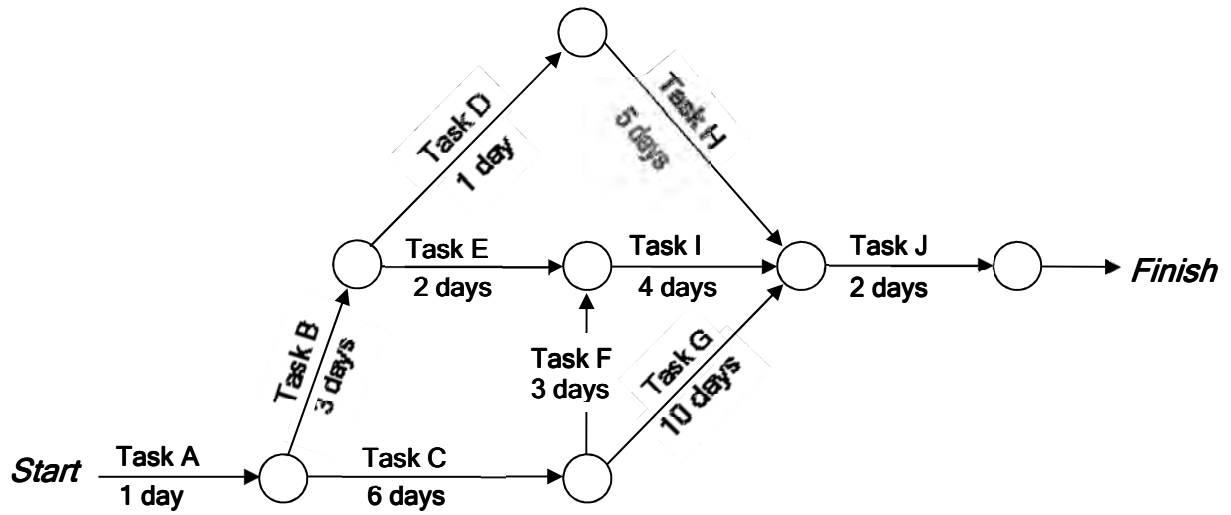 Task D
1 day
Task H
5 days
Task E
2 days
Task I
4 days
Task J
2 days
Finish
Task B
3 days
Task F
3 days
Task G
10 days
Start
Task A
1 day
Task C
6 days